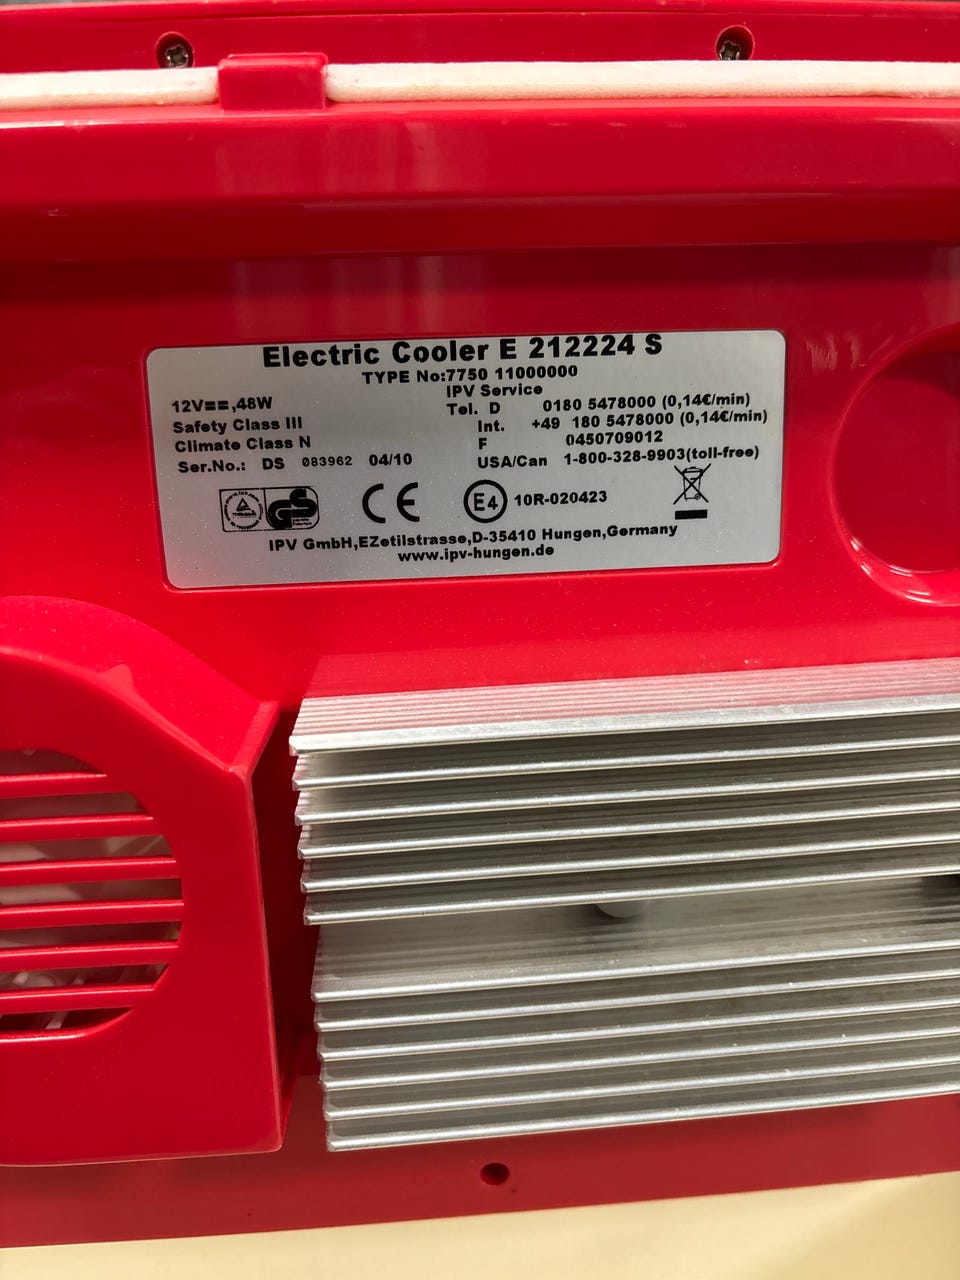 Electric Cooler E 212224 S
TYPE No:7750 11000000
IPV Service
12V==,48W
Tel. D 0180 5478000 (0,14€/min)
Safety Class III
Int. +49 180 5478000 (0,14€/min)
Climate Class N
F 0450709012
Ser.No.: DS 083962 04/10
USA/Can 1-800-328-9903(toll-free)
GS
CE
E4 10R-020423
IPV GmbH,EZetilstrasse,D-35410 Hungen,Germany
www.ipv-hungen.de